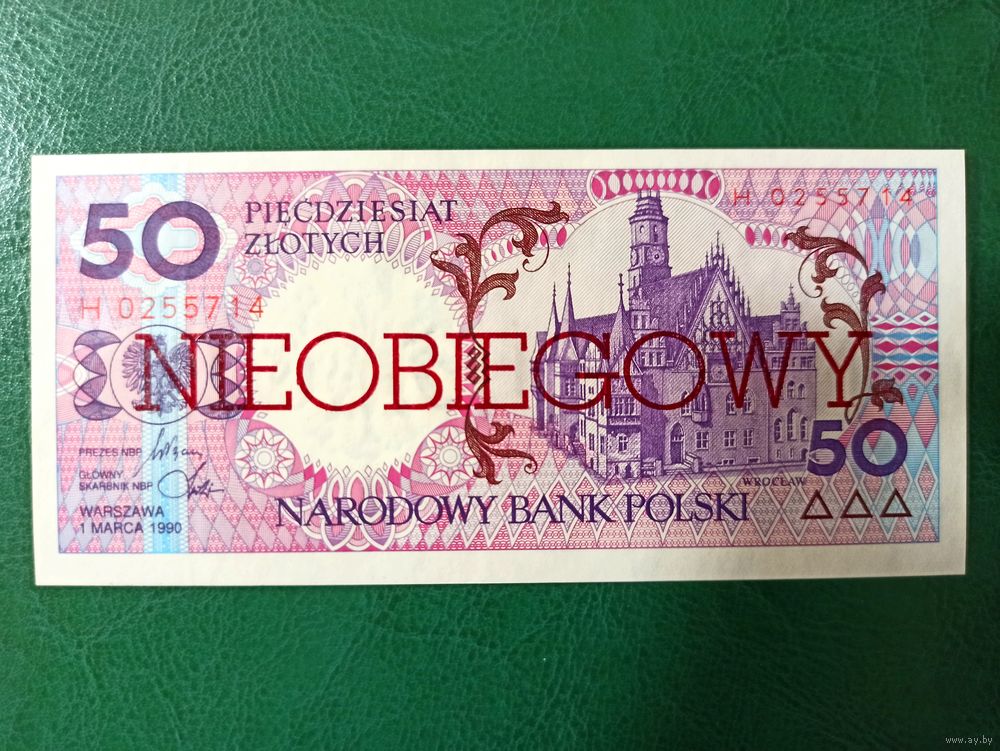 50
PIĘĆDZIESIĄT
ZŁOTYCH
H 0255714
H 0255714
NIEOBIEGOWY
PREZES NBP
GŁÓWNY
SKARBNIK NBP
WARSZAWA
1 MARCA 1990
WROCŁAW
50
NARODOWY BANK POLSKI
www.ay.by